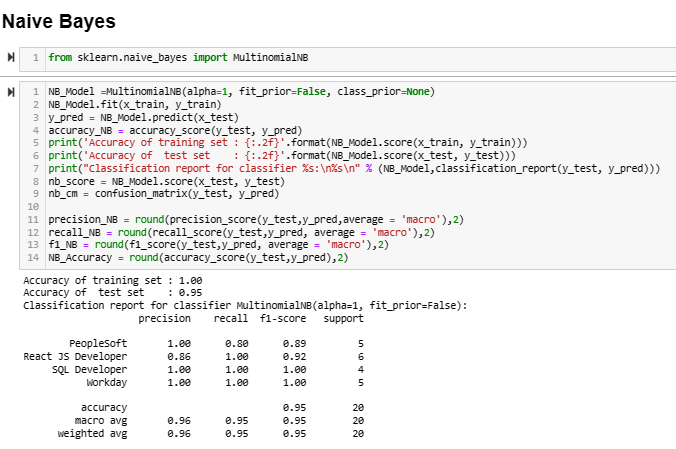 Naive Bayes
1 from sklearn.naive_bayes import MultinomialNB
1 NB_Model =MultinomialNB(alpha=1, fit_prior=False, class_prior=None)
2 NB_Model.fit(x_train, y_train)
3 y_pred = NB_Model.predict(x_test)
4 accuracy_NB = accuracy_score(y_test, y_pred)
5 print('Accuracy of training set : {:.2f}'.format(NB_Model.score(x_train, y_train)))
6 print('Accuracy of  test set    : {:.2f}'.format(NB_Model.score(x_test, y_test)))
7 print("Classification report for classifier %s:\n%s\n" % (NB_Model,classification_report(y_test, y_pred)))
8 nb_score = NB_Model.score(x_test, y_test)
9 nb_cm = confusion_matrix(y_test, y_pred)
10
11 precision_NB = round(precision_score(y_test,y_pred,average = 'macro'),2)
12 recall_NB = round(recall_score(y_test,y_pred, average = 'macro'),2)
13 f1_NB = round(f1_score(y_test,y_pred, average = 'macro'),2)
14 NB_Accuracy = round(accuracy_score(y_test,y_pred),2)
Accuracy of training set : 1.00
Accuracy of  test set    : 0.95
Classification report for classifier MultinomialNB(alpha=1, fit_prior=False):
precision recall f1-score support
PeopleSoft 1.00 0.80 0.89 5
React JS Developer 0.86 1.00 0.92 6
SQL Developer 1.00 1.00 1.00 4
Workday 1.00 1.00 1.00 5
accuracy 0.95 20
macro avg 0.96 0.95 0.95 20
weighted avg 0.96 0.95 0.95 20